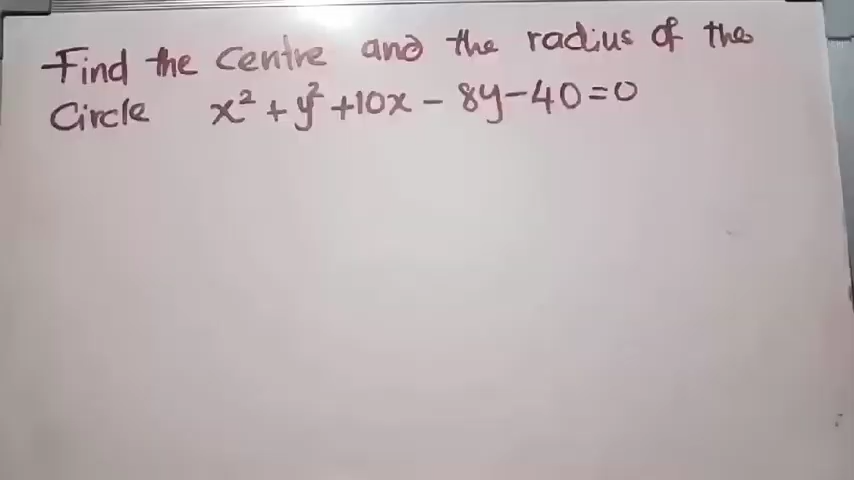 Find the Centre and the radius of the
Circle x² + y² + 10x - 8y - 40 = 0